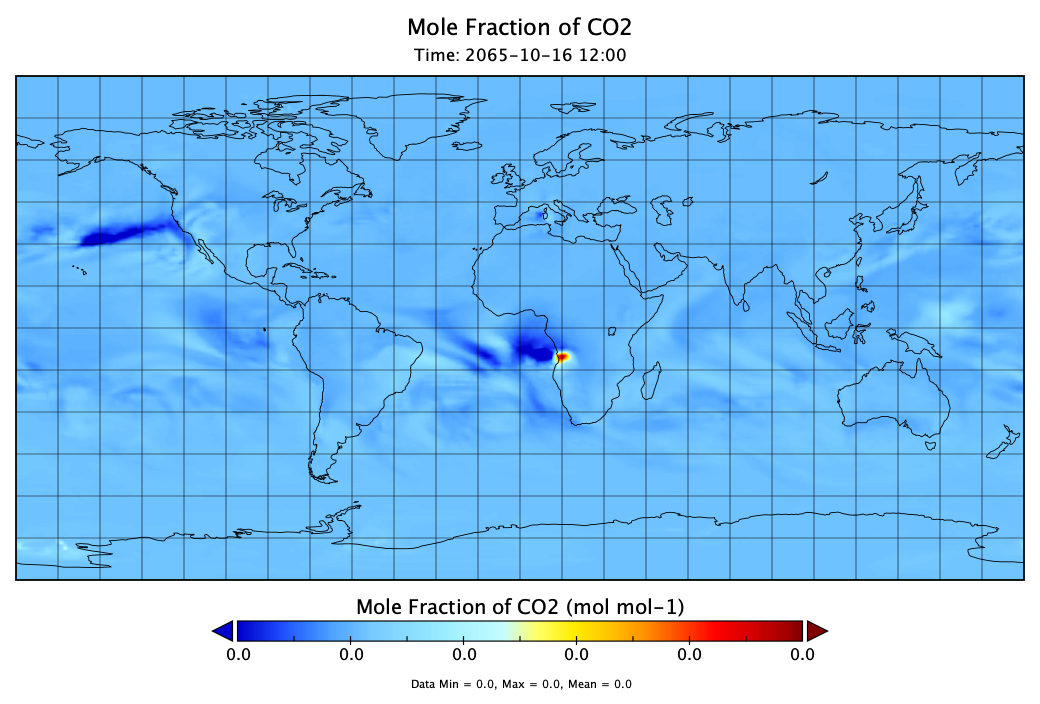 Mole Fraction of CO2
Time: 2065-10-16 12:00
Mole Fraction of CO2 (mol mol-1)
0.0 0.0 0.0 0.0 0.0 0.0
Data Min = 0.0, Max = 0.0, Mean = 0.0